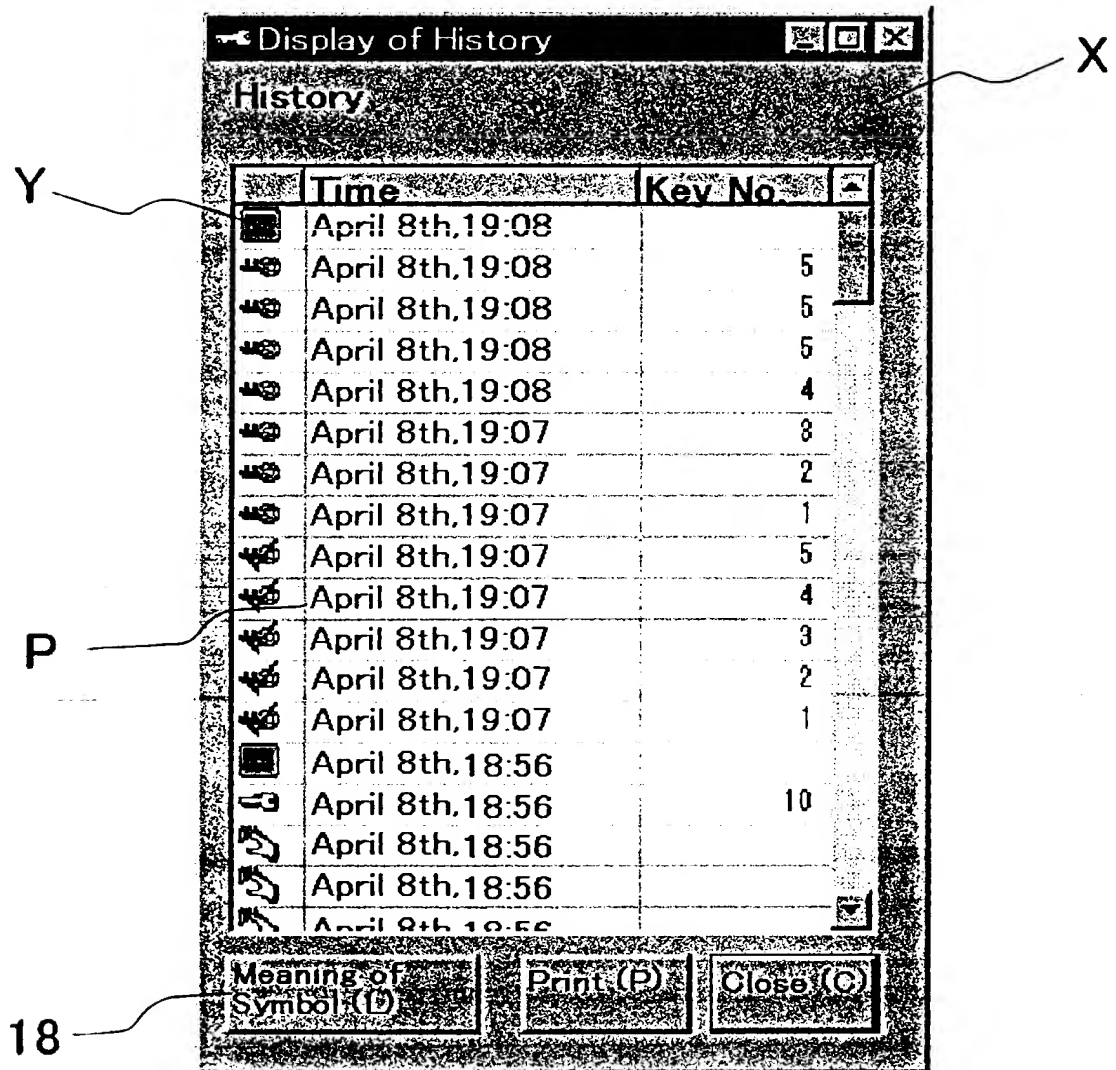 Display of History
X
History
Y
Time Key No.
April 8th,19:08
April 8th,19:08 5
April 8th,19:08 5
April 8th,19:08 5
April 8th,19:08 4
April 8th,19:07 3
April 8th,19:07 2
April 8th,19:07 1
April 8th,19:07 5
April 8th,19:07 4
P
April 8th,19:07 3
April 8th,19:07 2
April 8th,19:07 1
April 8th,18:56
April 8th,18:56 10
April 8th,18:56
April 8th,18:56
April 8th,18:56
Meaning of
Symbol (D) Print (P) Close (C)
18